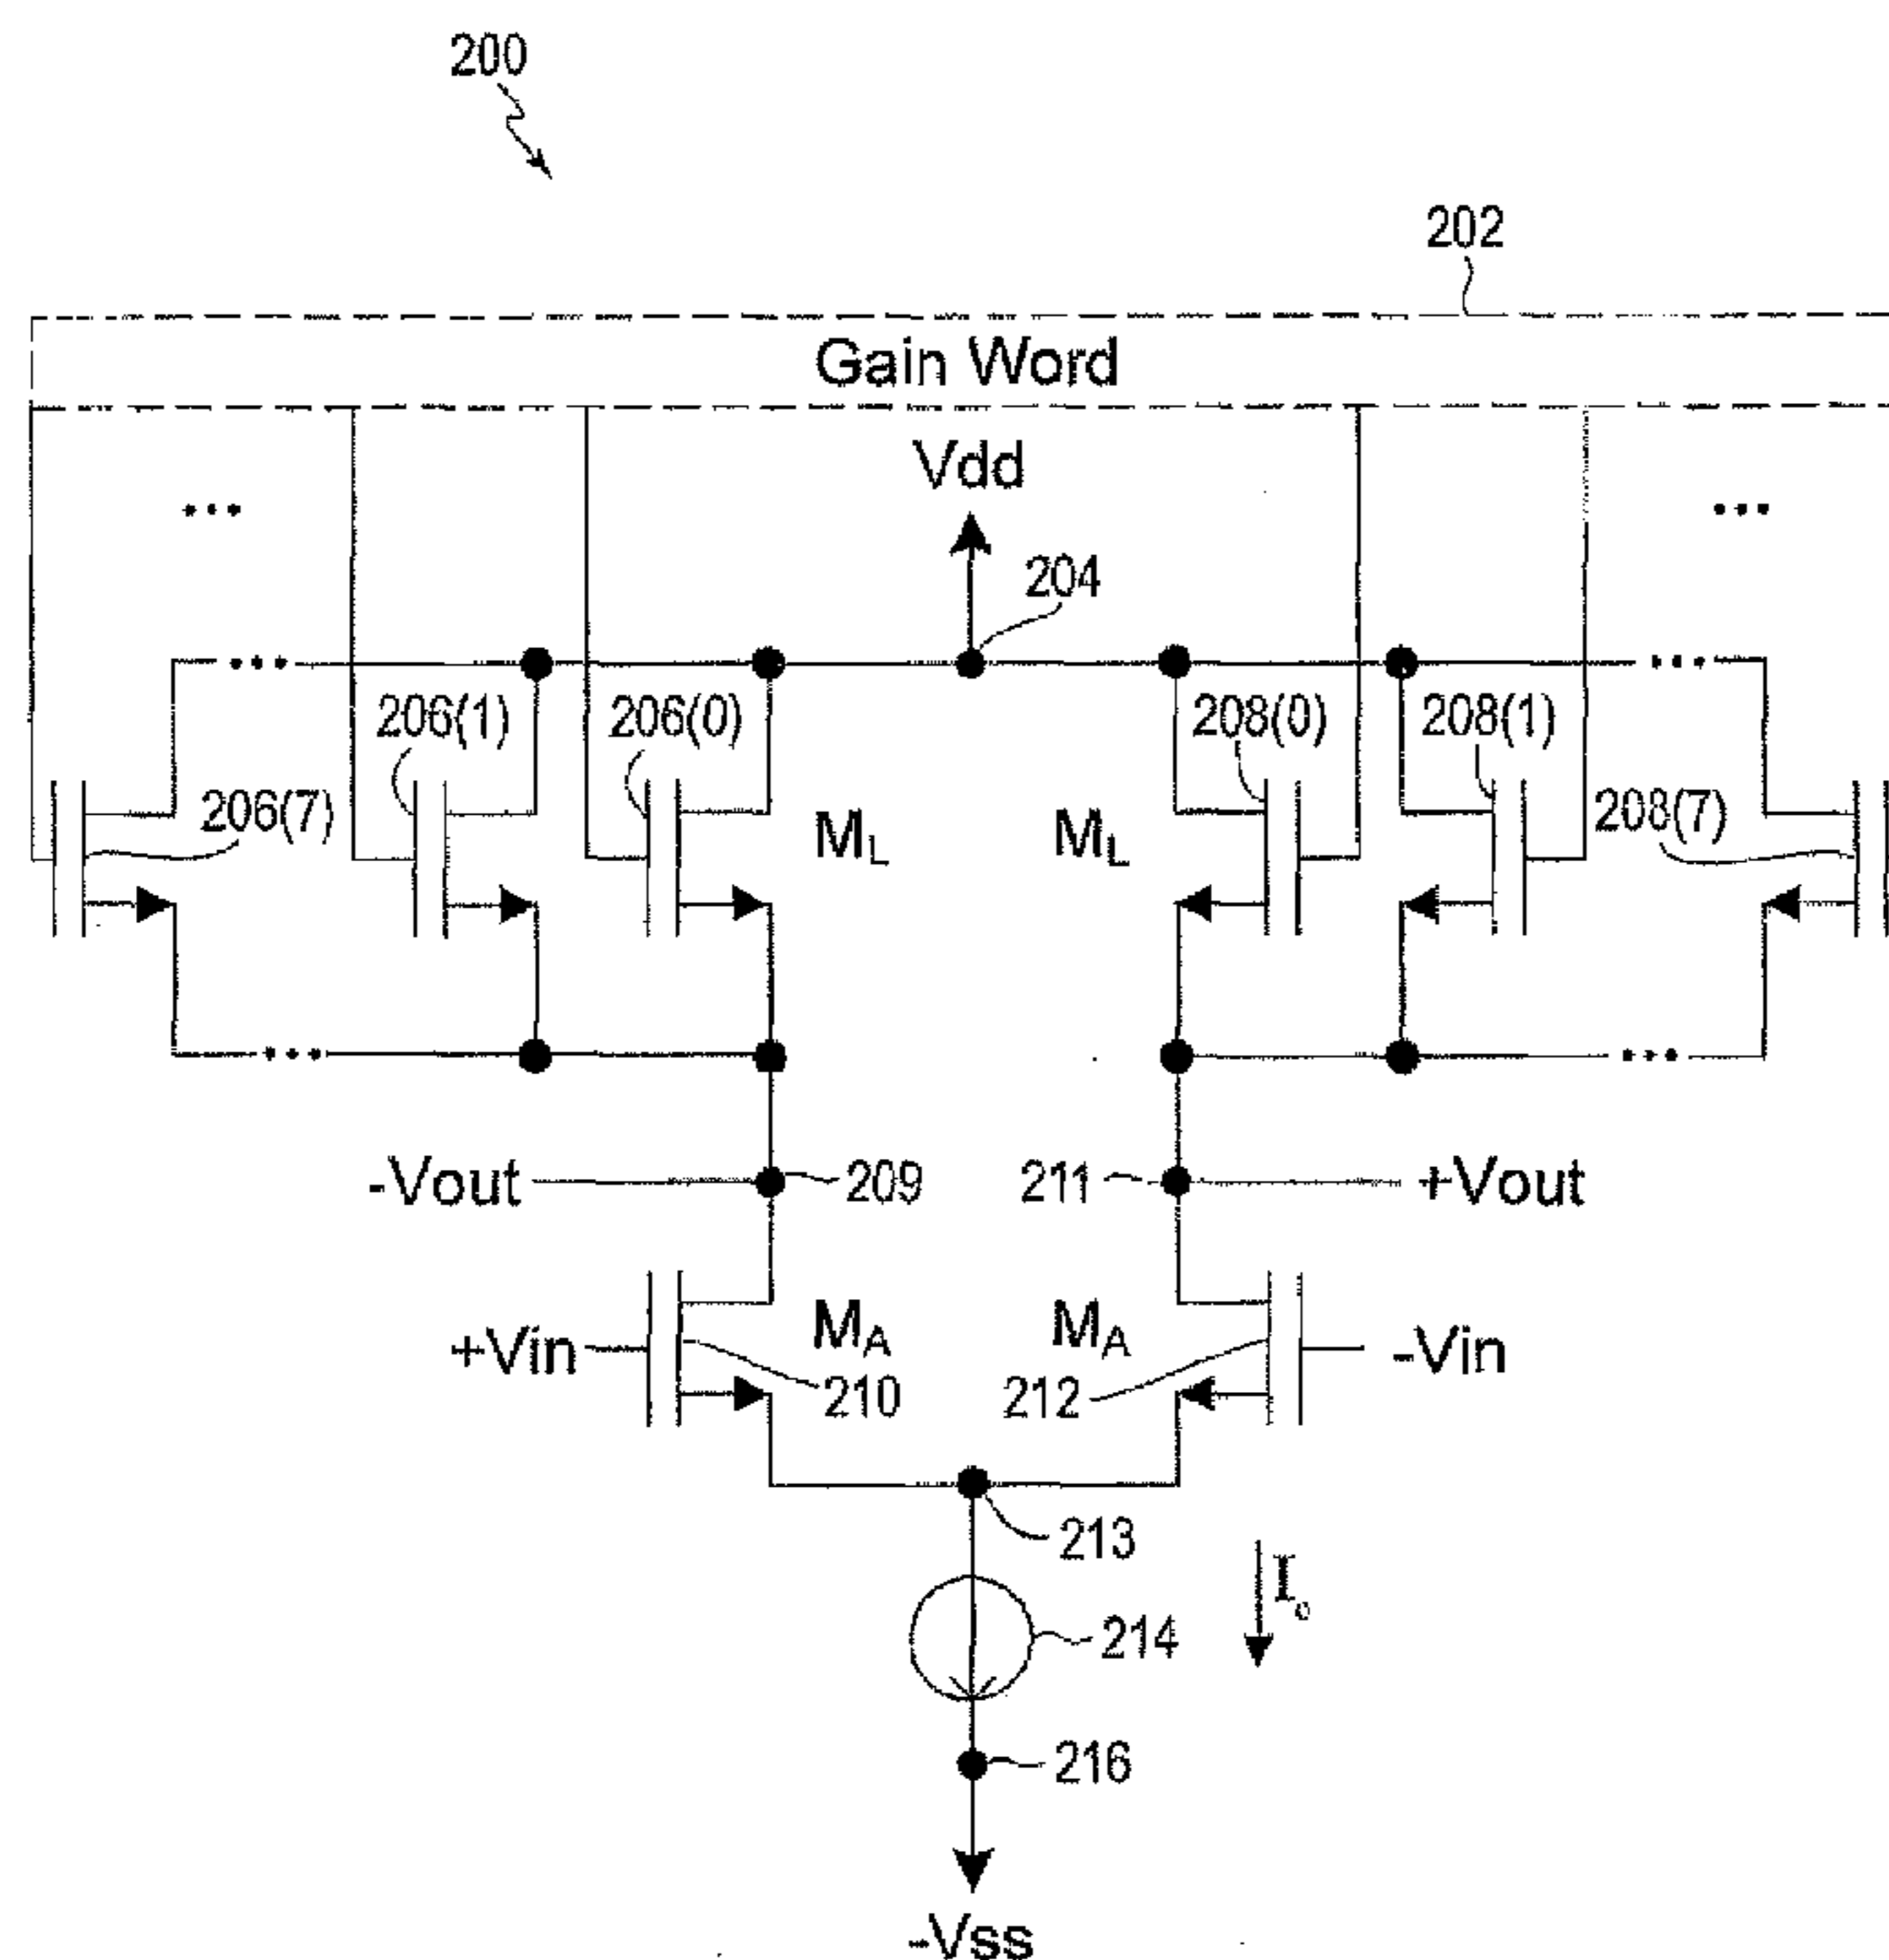 200
202
Gain Word
Vdd
204
206(1)
206(0)
208(0)
208(1)
206(7)
ML
ML
208(7)
-Vout
209
211
+Vout
+Vin
MA
MA
-Vin
210
212
213
Io
214
216
-Vss